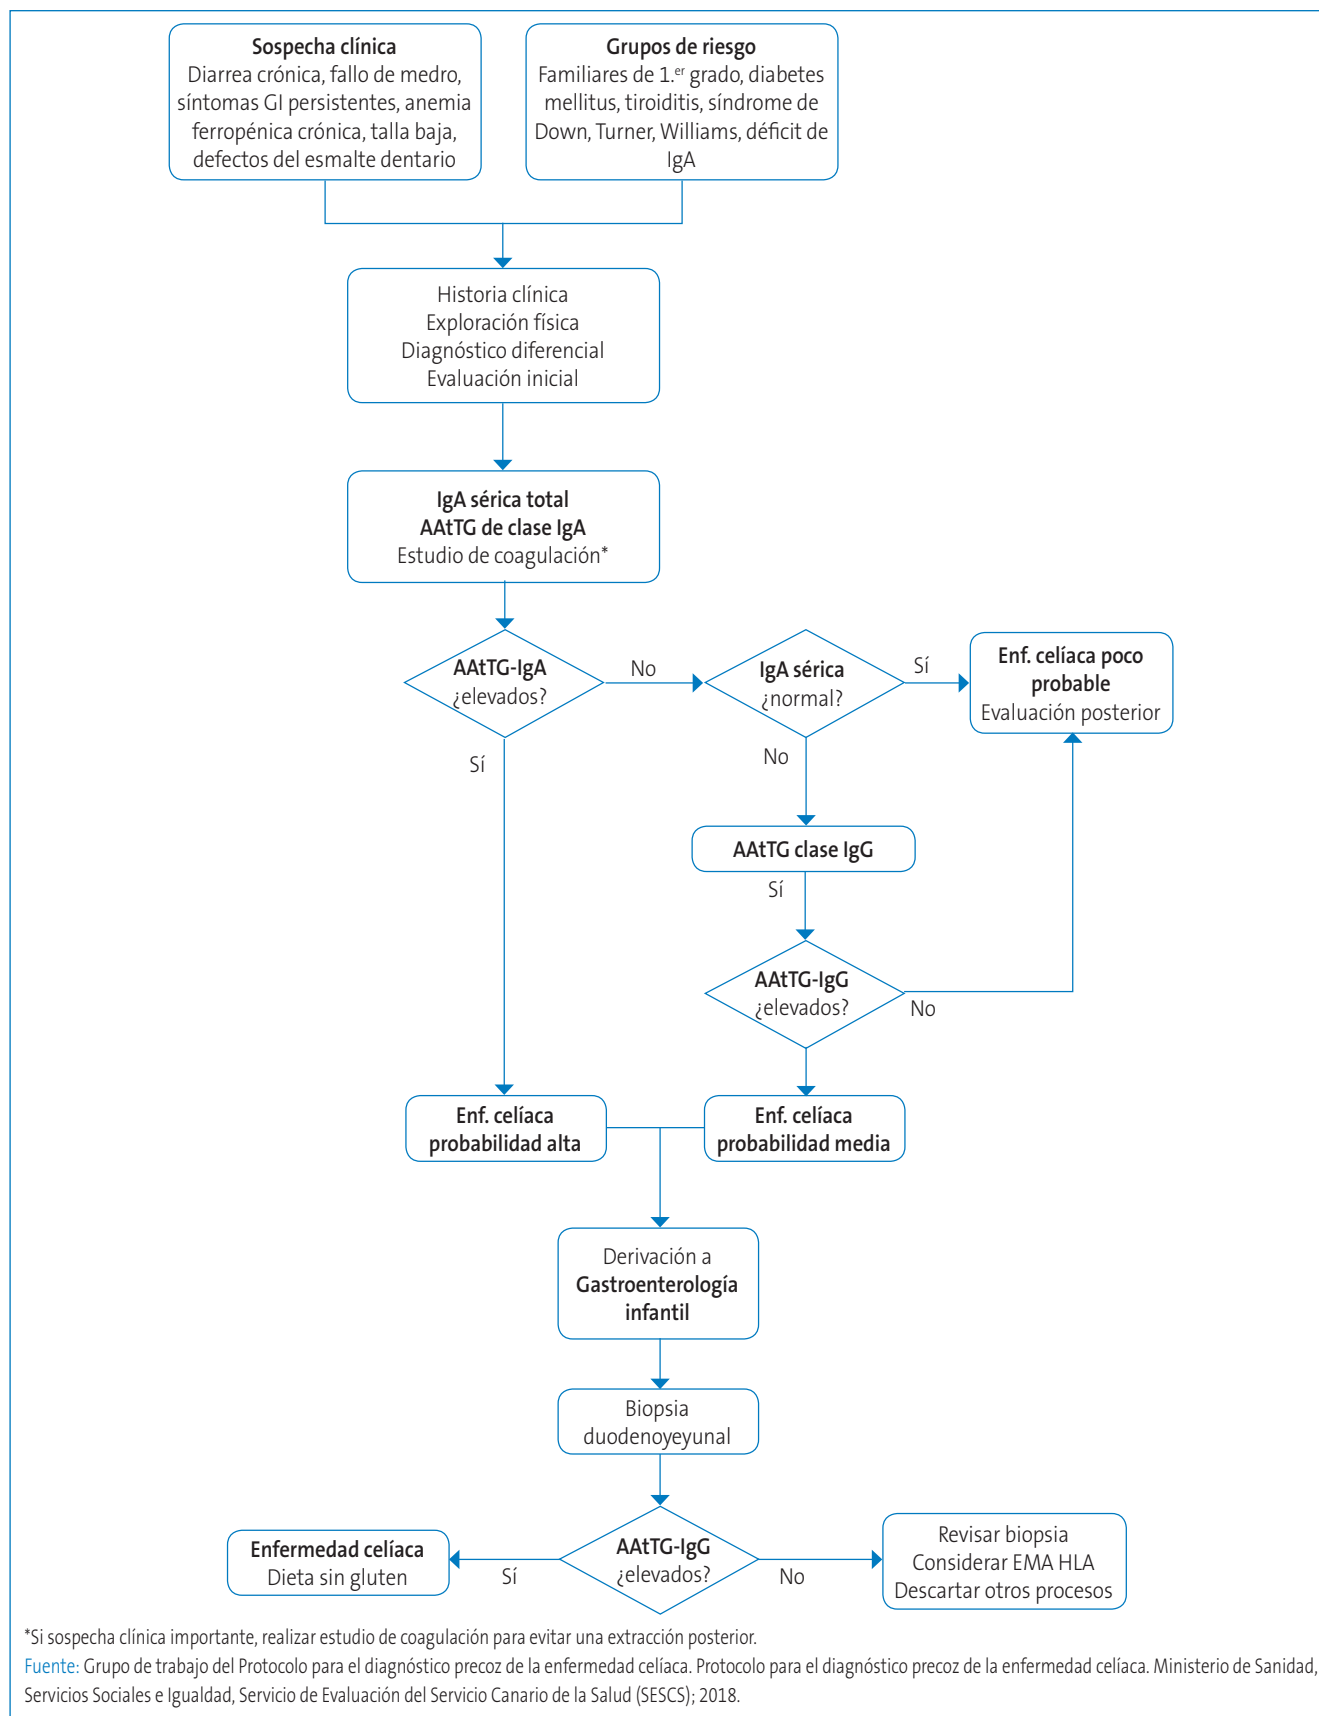 Sospecha clínica
Diarrea crónica, fallo de medro,
síntomas GI persistentes, anemia
ferropénica crónica, talla baja,
defectos del esmalte dentario
Grupos de riesgo
Familiares de 1.er grado, diabetes
mellitus, tiroiditis, síndrome de
Down, Turner, Williams, déficit de
IgA
Historia clínica
Exploración física
Diagnóstico diferencial
Evaluación inicial
IgA sérica total
AAtTG de clase IgA
Estudio de coagulación*
AAtTG-IgA
¿elevados?
No
IgA sérica
¿normal?
Sí
Enf. celíaca poco
probable
Evaluación posterior
Sí
No
AAtTG clase IgG
Sí
AAtTG-IgG
¿elevados?
No
Enf. celíaca
probabilidad alta
Enf. celíaca
probabilidad media
Derivación a
Gastroenterología
infantil
Biopsia
duodenoyeyunal
AAtTG-IgG
¿elevados?
Sí
No
Enfermedad celíaca
Dieta sin gluten
Revisar biopsia
Considerar EMA HLA
Descartar otros procesos
*Si sospecha clínica importante, realizar estudio de coagulación para evitar una extracción posterior.
Fuente: Grupo de trabajo del Protocolo para el diagnóstico precoz de la enfermedad celíaca. Protocolo para el diagnóstico precoz de la enfermedad celíaca. Ministerio de Sanidad,
Servicios Sociales e Igualdad, Servicio de Evaluación del Servicio Canario de la Salud (SESCS); 2018.